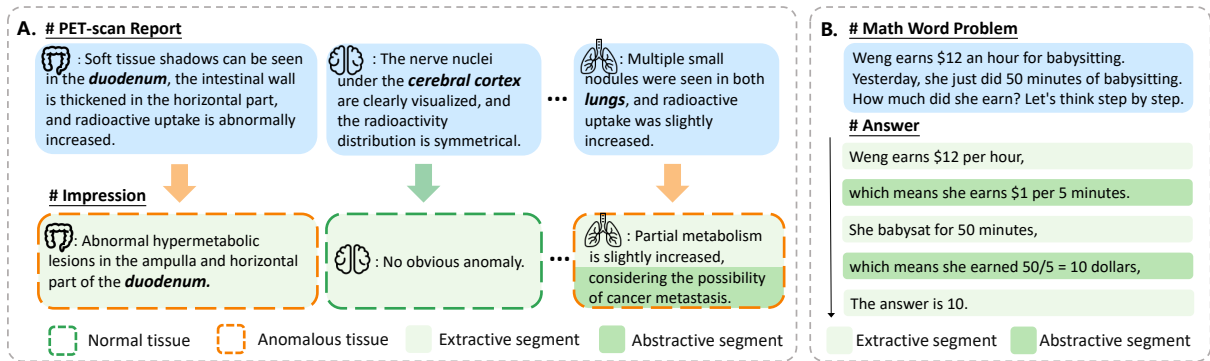 A. # PET-scan Report
: Soft tissue shadows can be seen
in the duodenum, the intestinal wall
is thickened in the horizontal part,
and radioactive uptake is abnormally
increased.
: The nerve nuclei
under the cerebral cortex
are clearly visualized, and
the radioactivity
distribution is symmetrical.
...
: Multiple small
nodules were seen in both
lungs, and radioactive
uptake was slightly
increased.
# Impression
: Abnormal hypermetabolic
lesions in the ampulla and horizontal
part of the duodenum.
: No obvious anomaly.
...
: Partial metabolism
is slightly increased,
considering the possibility
of cancer metastasis.
Normal tissue
Anomalous tissue
Extractive segment
Abstractive segment
B. # Math Word Problem
Weng earns $12 an hour for babysitting.
Yesterday, she just did 50 minutes of babysitting.
How much did she earn? Let's think step by step.
# Answer
Weng earns $12 per hour,
which means she earns $1 per 5 minutes.
She babysat for 50 minutes,
which means she earned 50/5 = 10 dollars,
The answer is 10.
Extractive segment
Abstractive segment